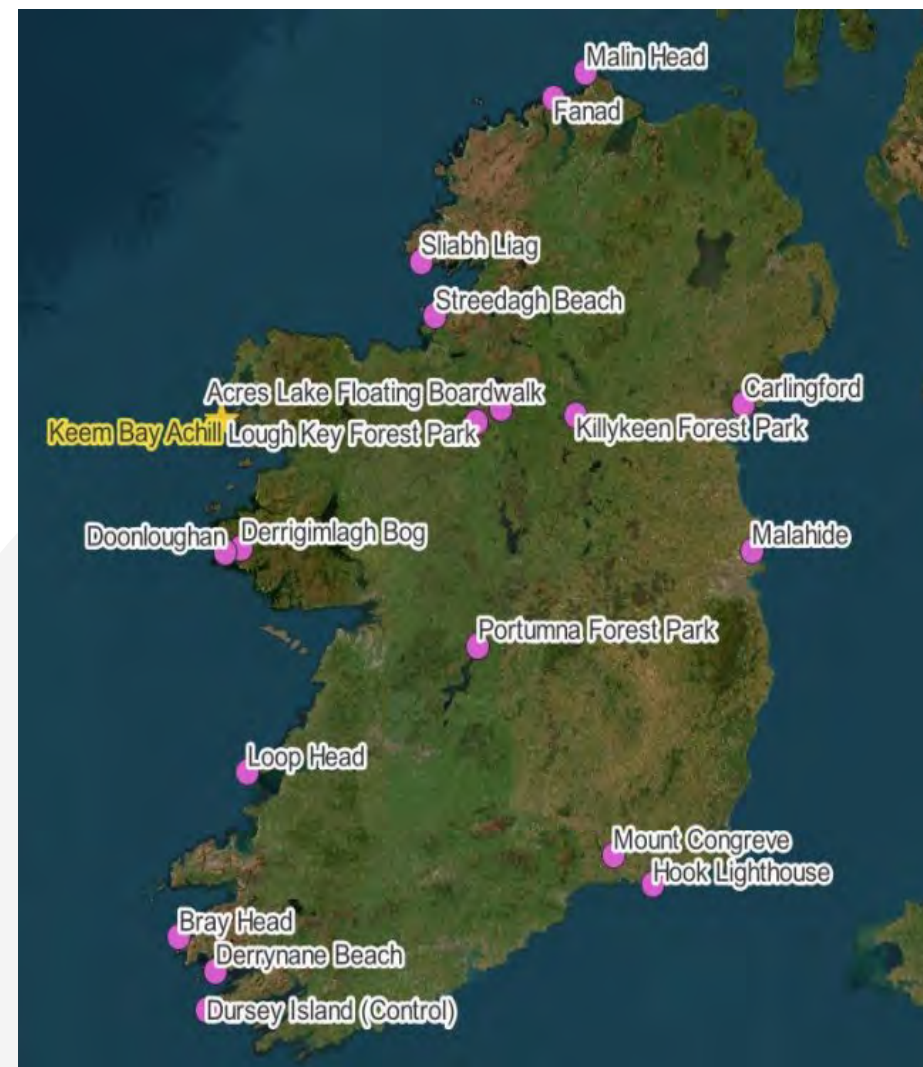 Malin Head
Fanad
Sliabh Liag
Streedagh Beach
Acres Lake Floating Boardwalk
Carlingford
Keem Bay Achill
Lough Key Forest Park
Killykeen Forest Park
Doonloughan
Derrigimlagh Bog
Malahide
Portumna Forest Park
Loop Head
Mount Congreve
Hook Lighthouse
Bray Head
Derrynane Beach
Dursey Island (Control)